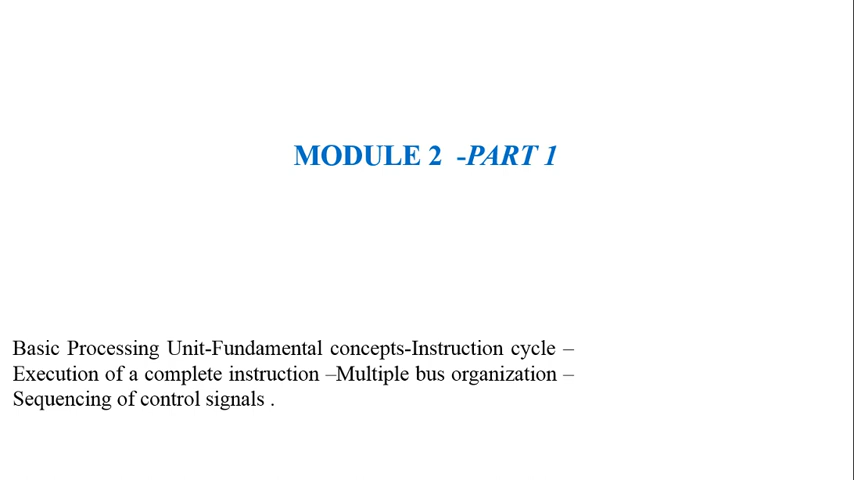 MODULE 2 -PART 1
Basic Processing Unit-Fundamental concepts-Instruction cycle –
Execution of a complete instruction –Multiple bus organization –
Sequencing of control signals .